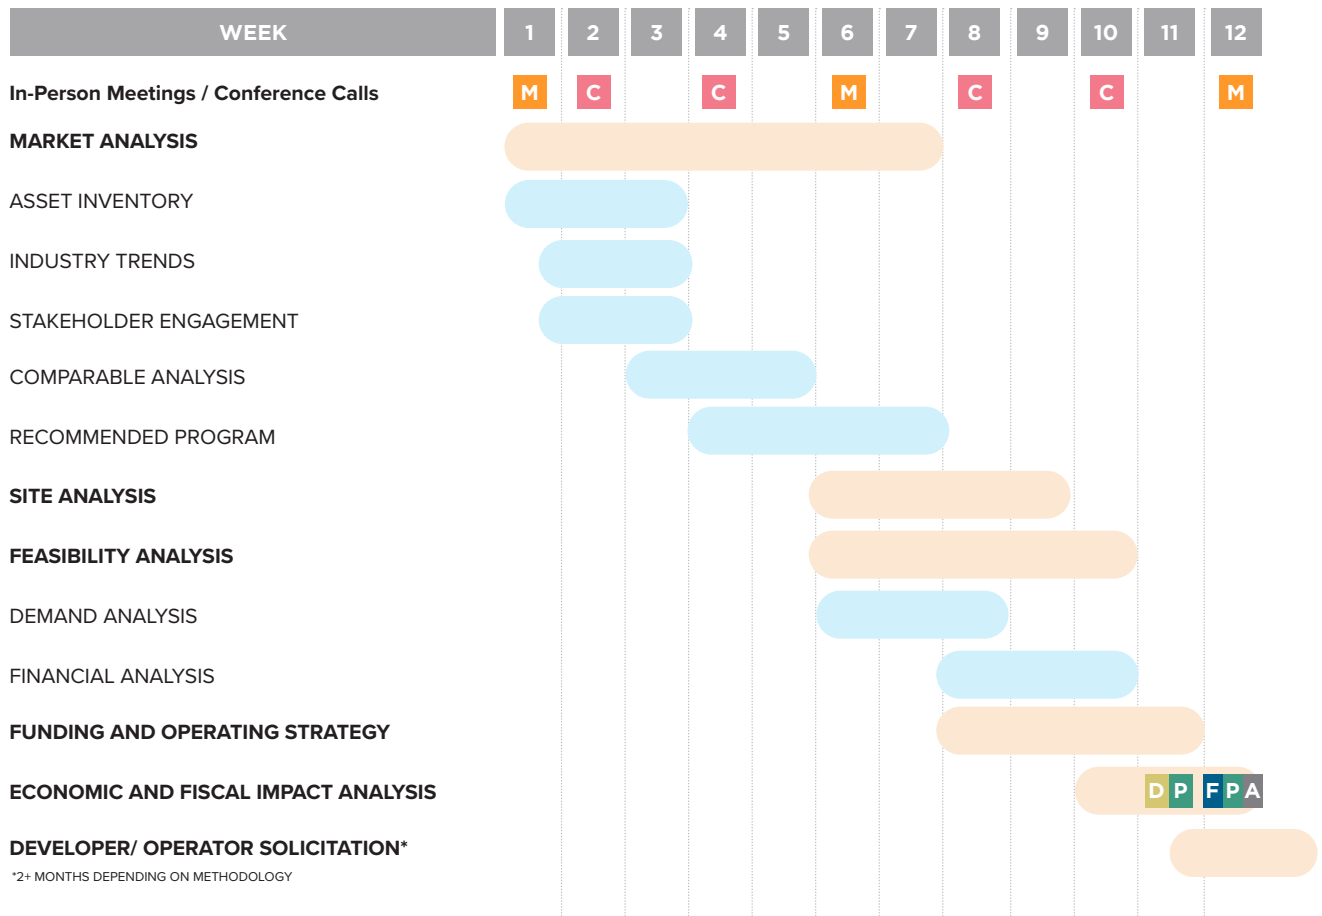 WEEK 1 2 3 4 5 6 7 8 9 10 11 12
In-Person Meetings / Conference Calls M C C M C C M
MARKET ANALYSIS
ASSET INVENTORY
INDUSTRY TRENDS
STAKEHOLDER ENGAGEMENT
COMPARABLE ANALYSIS
RECOMMENDED PROGRAM
SITE ANALYSIS
FEASIBILITY ANALYSIS
DEMAND ANALYSIS
FINANCIAL ANALYSIS
FUNDING AND OPERATING STRATEGY
ECONOMIC AND FISCAL IMPACT ANALYSIS D P F P A
DEVELOPER/ OPERATOR SOLICITATION*
*2+ MONTHS DEPENDING ON METHODOLOGY